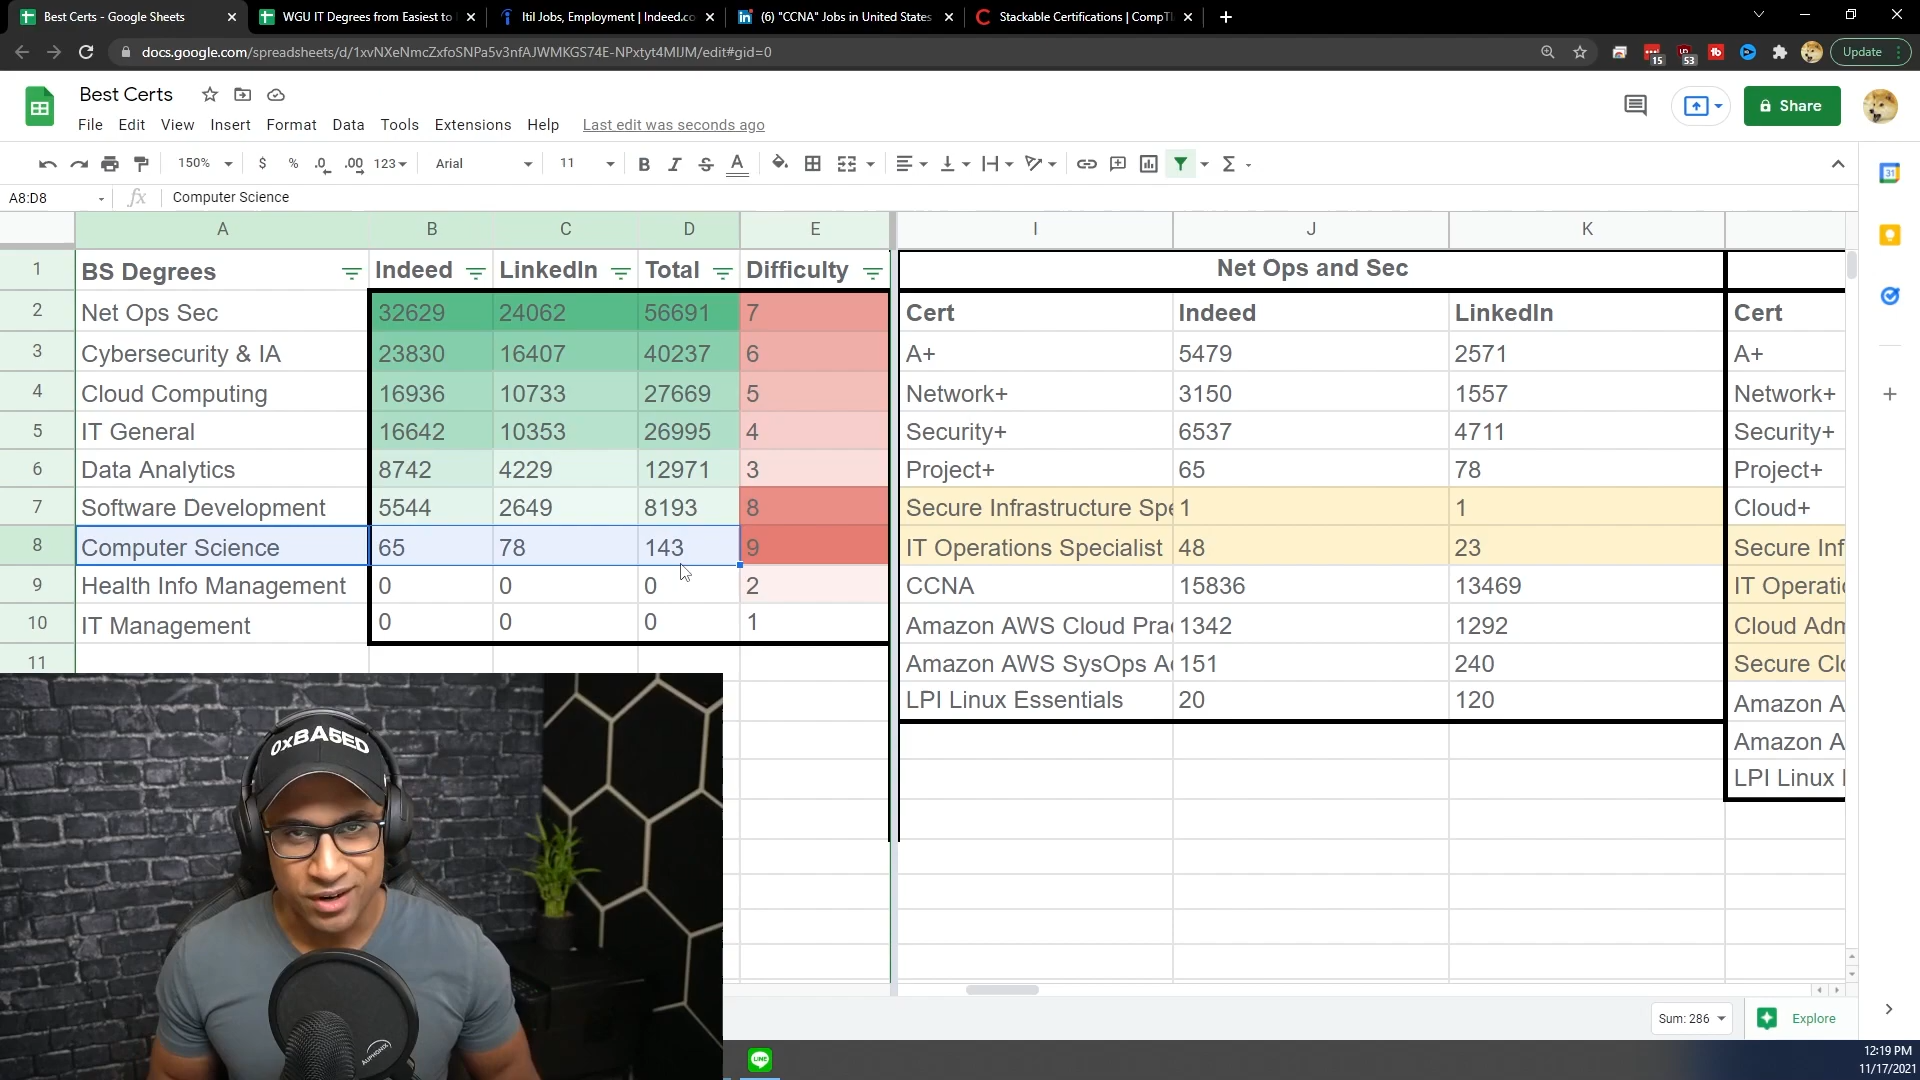 Best Certs - Google Sheets
WGU IT Degrees from Easiest to
Itil Jobs, Employment | Indeed.co
(6) "CCNA" Jobs in United States
Stackable Certifications | CompTI
docs.google.com/spreadsheets/d/1xvNXeNmcZxfoSNPa5v3nfAJWMKGS74E-NPxtyt4MlJM/edit#gid=0
15
53
Update
Best Certs
Share
File Edit View Insert Format Data Tools Extensions Help Last edit was seconds ago
150% $ % .0 .00 123 Arial 11 B I S A Σ
31
A8:D8 fx Computer Science
A B C D E I J K
1 BS Degrees Indeed LinkedIn Total Difficulty Net Ops and Sec
2 Net Ops Sec 32629 24062 56691 7 Cert Indeed LinkedIn Cert
3 Cybersecurity & IA 23830 16407 40237 6 A+ 5479 2571 A+
4 Cloud Computing 16936 10733 27669 5 Network+ 3150 1557 Network+
5 IT General 16642 10353 26995 4 Security+ 6537 4711 Security+
6 Data Analytics 8742 4229 12971 3 Project+ 65 78 Project+
7 Software Development 5544 2649 8193 8 Secure Infrastructure Spe 1 1 Cloud+
8 Computer Science 65 78 143 9 IT Operations Specialist 48 23 Secure Inf
9 Health Info Management 0 0 0 2 CCNA 15836 13469 IT Operati
10 IT Management 0 0 0 1 Amazon AWS Cloud Pra 1342 1292 Cloud Adm
11 Amazon AWS SysOps A 151 240 Secure Clo
LPI Linux Essentials 20 120 Amazon A
Amazon A
LPI Linux
0xBA5ED
AUPHONIX
Sum: 286
Explore
LINE
12:19 PM
11/17/2021